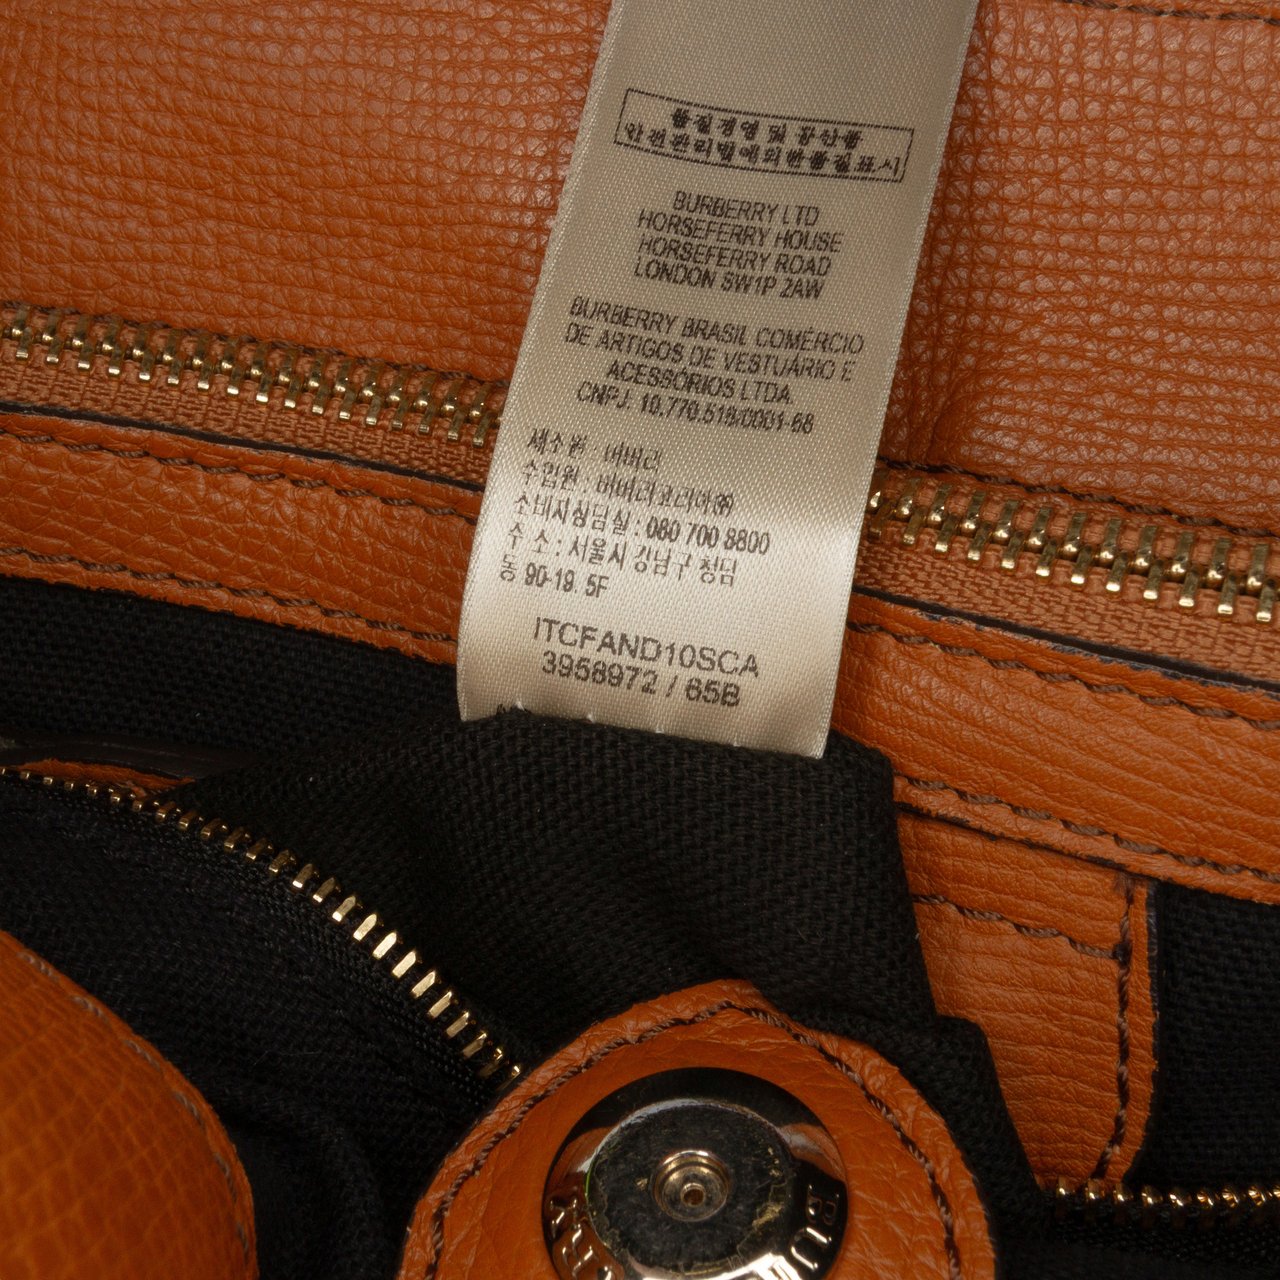 품질경영 및 공산품
안전관리법에의한품질표시
BURBERRY LTD
HORSEFERRY HOUSE
HORSEFERRY ROAD
LONDON SW1P 2AW
BURBERRY BRASIL COMÉRCIO
DE ARTIGOS DE VESTUÁRIO E
ACESSÓRIOS LTDA.
CNPJ. 10.770.518/0001-68
제조원 : 버버리
수입원 : 버버리코리아㈜
소비자상담실 : 080 700 8800
주 소 : 서울시 강남구 청담
동 90-19. 5F
ITCFAND10SCA
3958972 / 65B